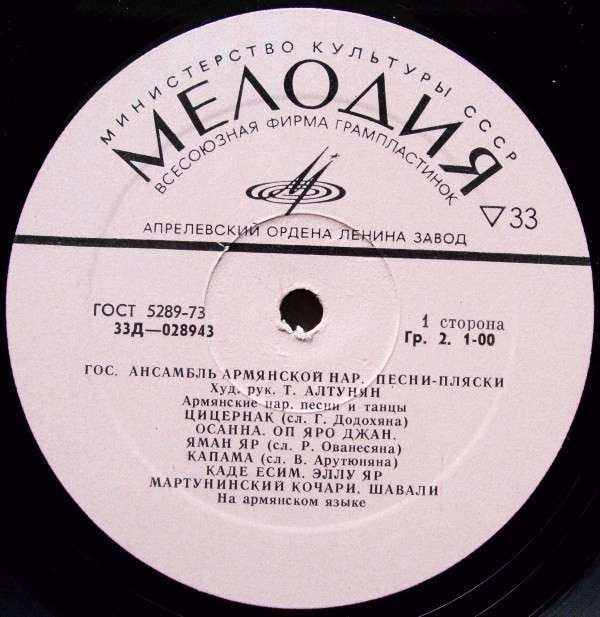 МИНИСТЕРСТВО КУЛЬТУРЫ СССР
МЕЛОДИЯ
ВСЕСОЮЗНАЯ ФИРМА ГРАМПЛАСТИНОК
33
АПРЕЛЕВСКИЙ ОРДЕНА ЛЕНИНА ЗАВОД
ГОСТ 5289-73
33Д—028943
1 сторона
Гр. 2. 1-00
ГОС. АНСАМБЛЬ АРМЯНСКОЙ НАР. ПЕСНИ-ПЛЯСКИ
Худ. рук. Т. АЛТУНЯН
Армянские нар. песни и танцы
ЦИЦЕРНАК (сл. Г. Додохяна)
ОСАННА. ОП ЯРО ДЖАН.
ЯМАН ЯР (сл. Р. Ованесяна)
КАПАМА (сл. В. Арутюняна)
КАДЕ ЕСИМ. ЭЛЛУ ЯР
МАРТУНИНСКИЙ КОЧАРИ. ШАВАЛИ
На армянском языке